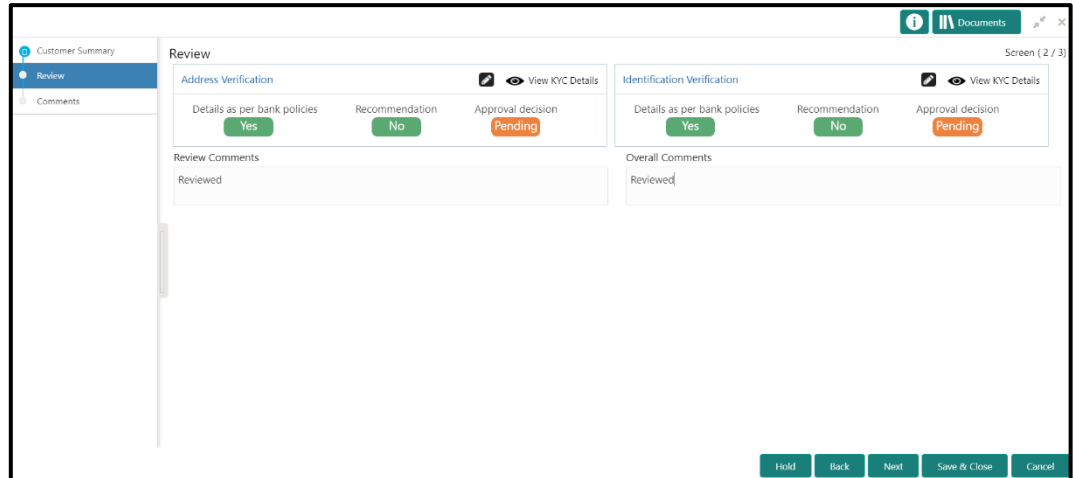 i Documents
Customer Summary
Review
Comments
Review Screen ( 2 / 3)
Address Verification View KYC Details
Details as per bank policies Recommendation Approval decision
Yes No Pending
Identification Verification View KYC Details
Details as per bank policies Recommendation Approval decision
Yes No Pending
Review Comments
Reviewed
Overall Comments
Reviewed
Hold Back Next Save & Close Cancel